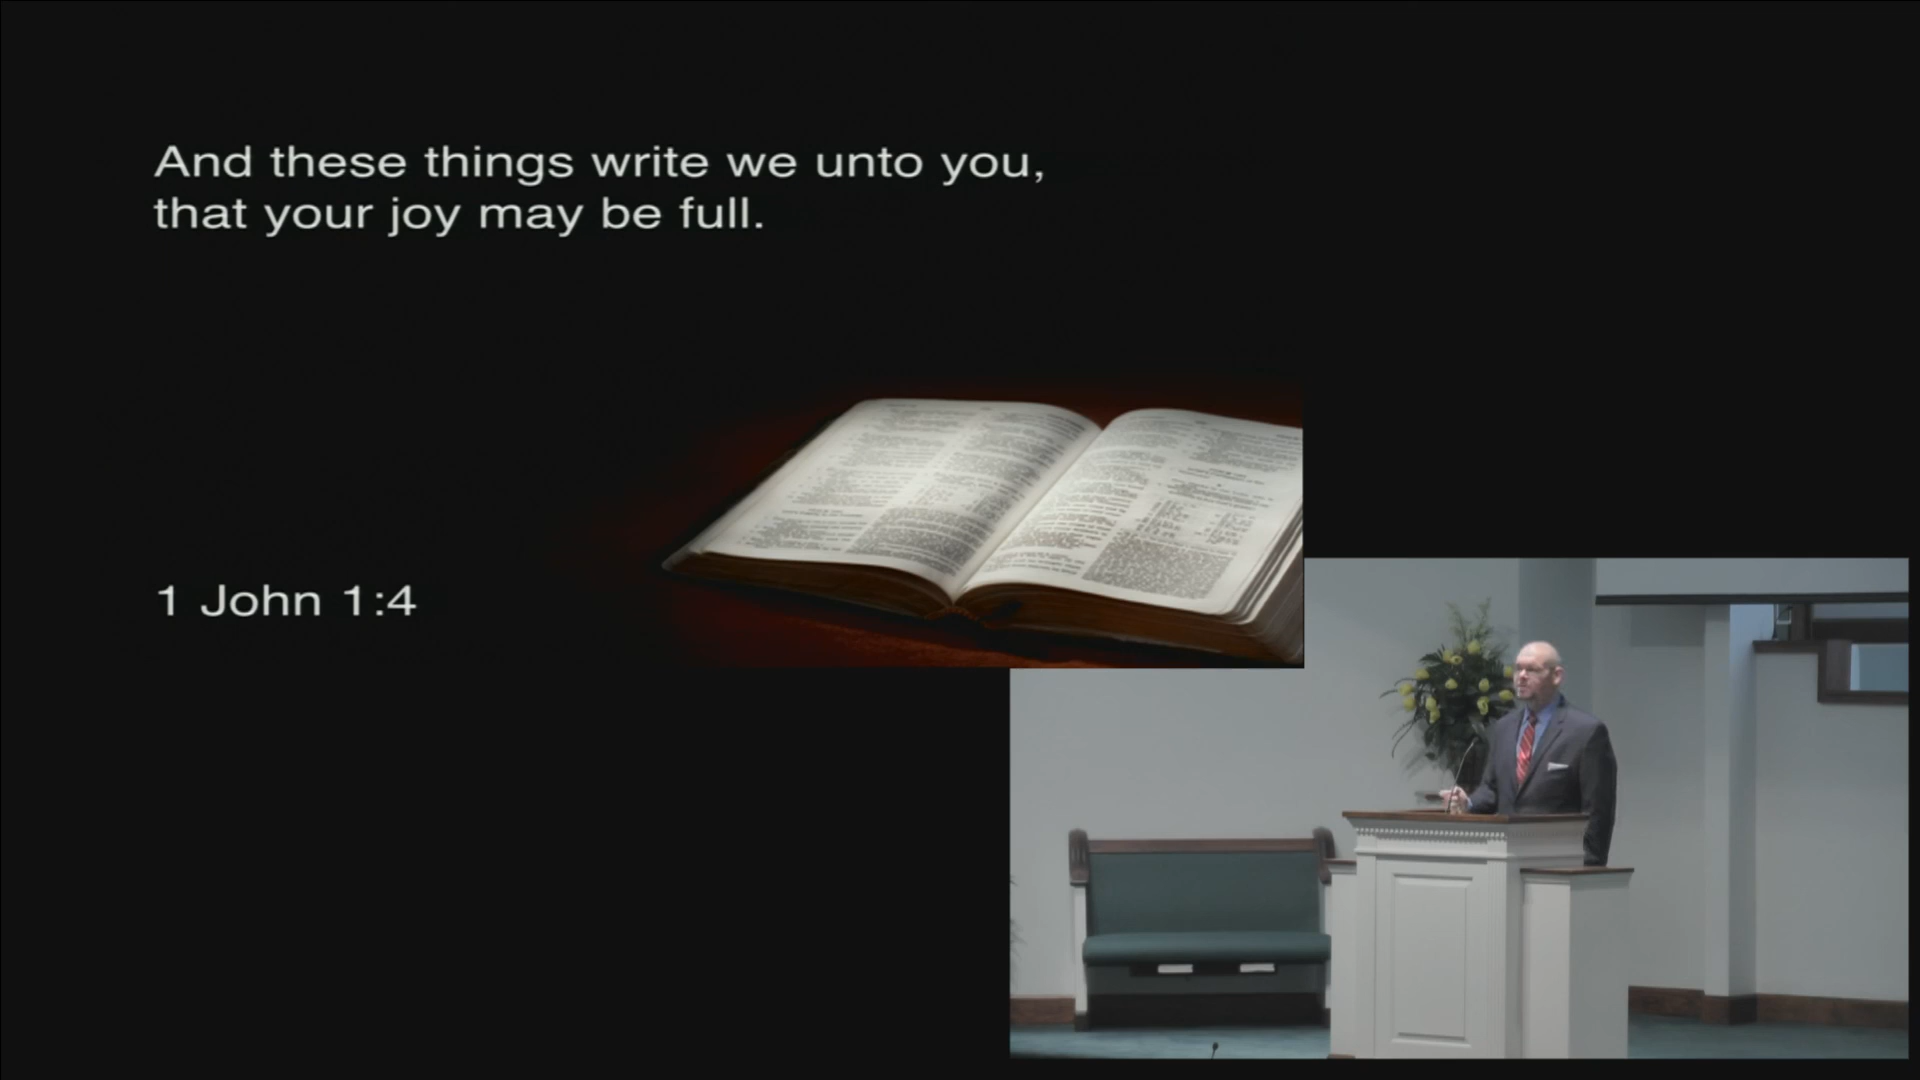 And these things write we unto you,
that your joy may be full.
1 John 1:4